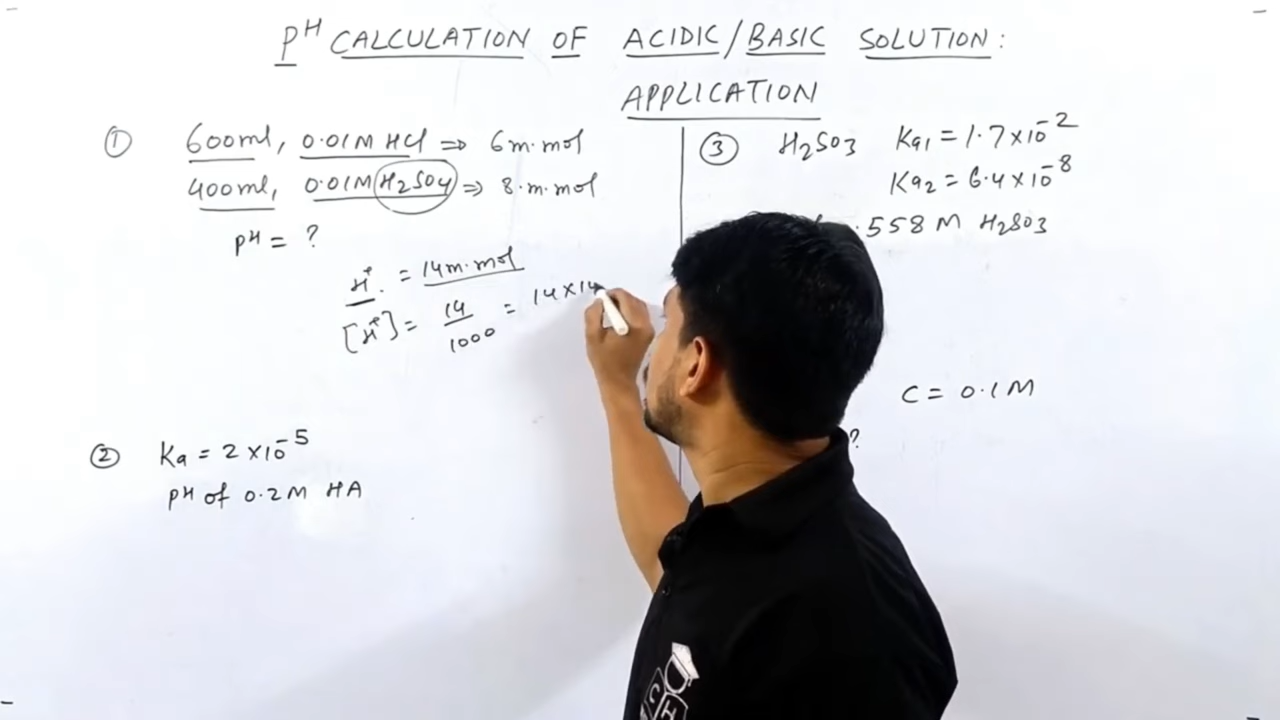 PH CALCULATION OF ACIDIC/BASIC SOLUTION:
APPLICATION
① 600ml, 0.01M HCl ⇒ 6m.mol
400ml, 0.01M H2SO4 ⇒ 8.m.mol
PH = ?
H+. = 14m.mol
[H+] = 14/1000 = 14×1
② Ka = 2×10^-5
PH of 0.2M HA
③ H2SO3 Ka1 = 1.7×10^-2
Ka2 = 6.4×10^-8
.558 M H2SO3
C = 0.1M
?